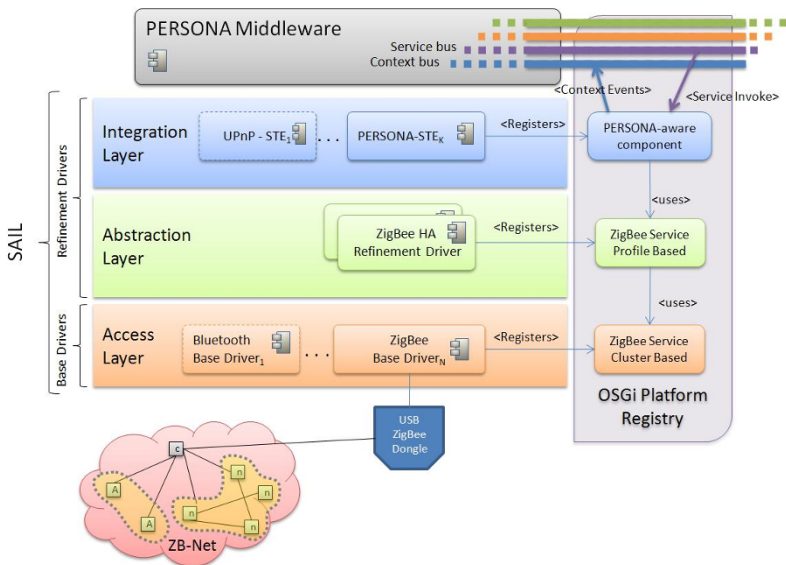 PERSONA Middleware
Service bus
Context bus
<Context Events>
<Service Invoke>
SAIL
Refinement Drivers
Integration
Layer
UPnP - STE₁
. . .
PERSONA-STEₖ
<Registers>
PERSONA-aware
component
<uses>
Abstraction
Layer
ZigBee HA
Refinement Driver
<Registers>
ZigBee Service
Profile Based
<uses>
Base Drivers
Access
Layer
Bluetooth
Base Driver₁
. . .
ZigBee
Base Driver_N
<Registers>
ZigBee Service
Cluster Based
OSGi Platform
Registry
USB
ZigBee
Dongle
c
A
A
n
n
n
n
ZB-Net